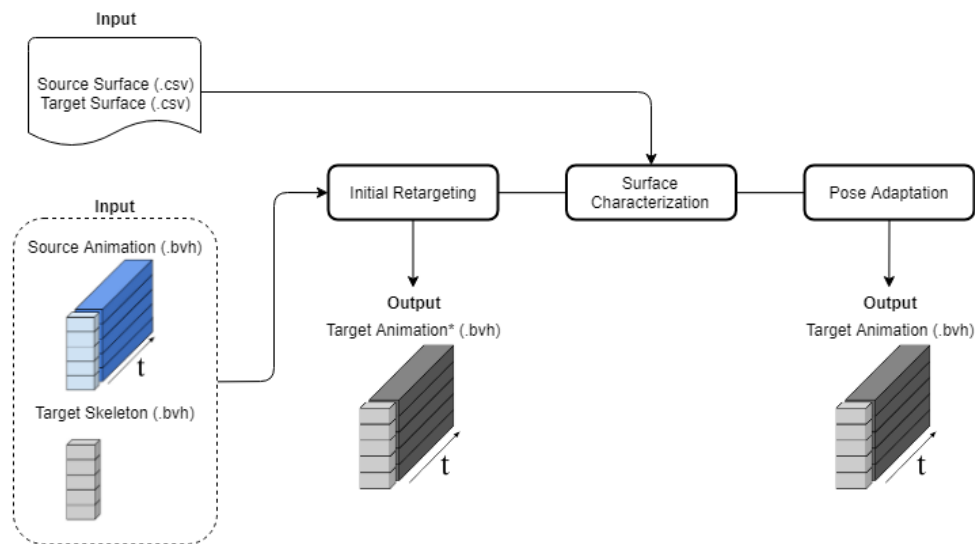 Input
Source Surface (.csv)
Target Surface (.csv)
Initial Retargeting
Surface
Characterization
Pose Adaptation
Input
Source Animation (.bvh)
t
Target Skeleton (.bvh)
Output
Target Animation* (.bvh)
t
Output
Target Animation (.bvh)
t